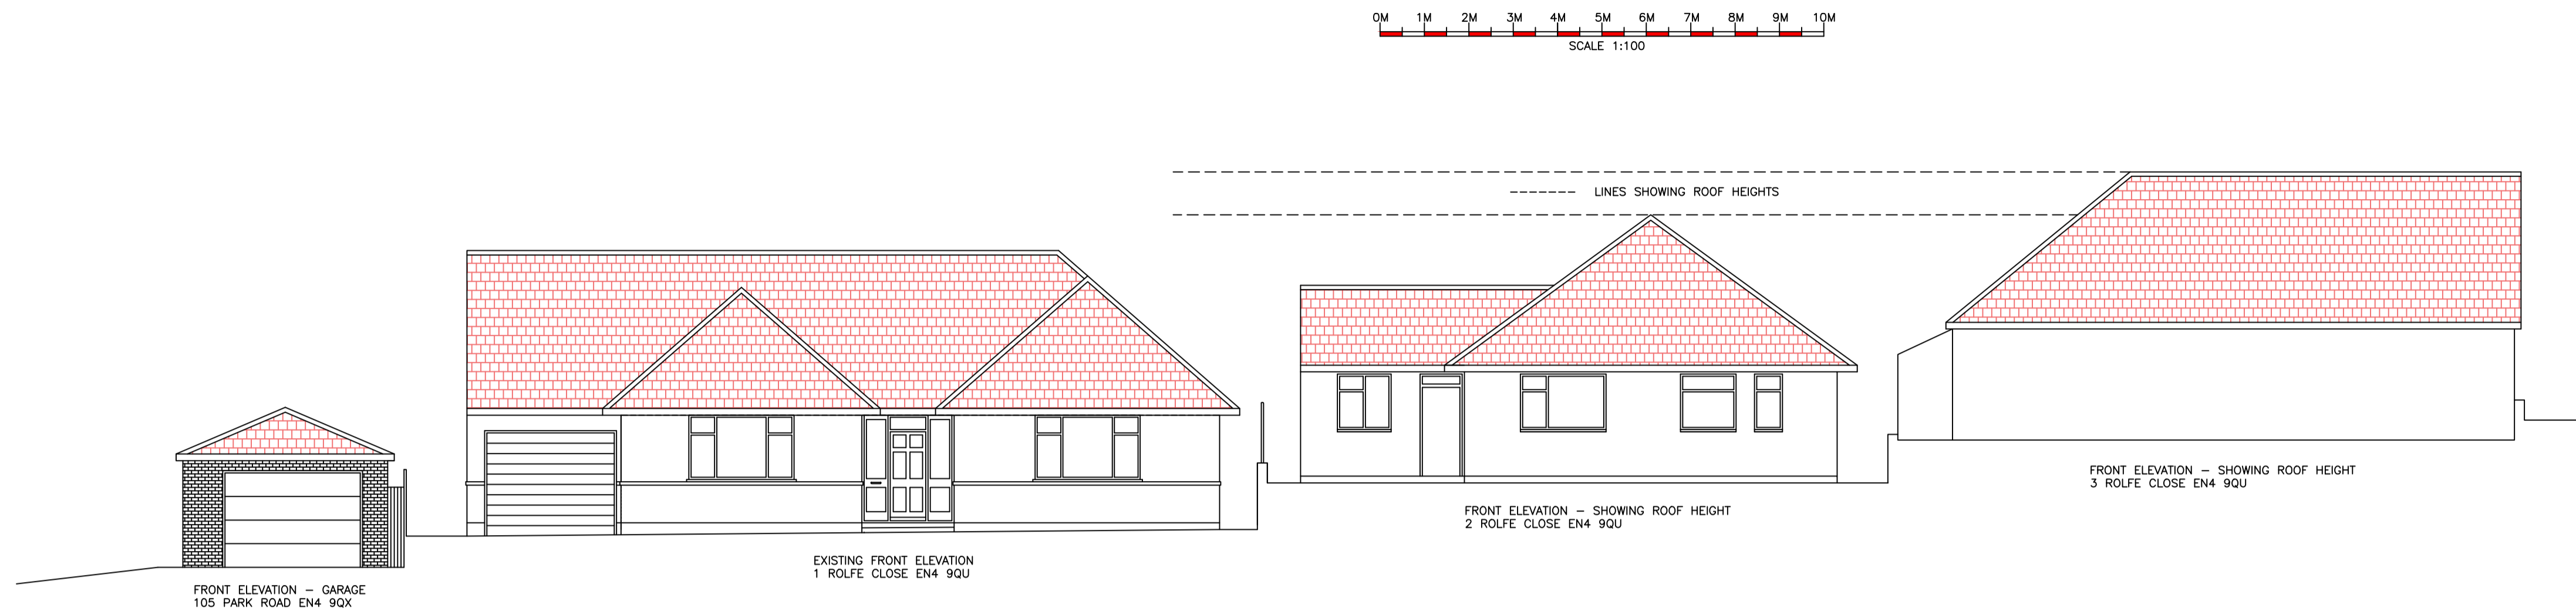 0M 1M 2M 3M 4M 5M 6M 7M 8M 9M 10M
SCALE 1:100
LINES SHOWING ROOF HEIGHTS
FRONT ELEVATION – SHOWING ROOF HEIGHT
3 ROLFE CLOSE EN4 9QU
FRONT ELEVATION – SHOWING ROOF HEIGHT
2 ROLFE CLOSE EN4 9QU
EXISTING FRONT ELEVATION
1 ROLFE CLOSE EN4 9QU
FRONT ELEVATION – GARAGE
105 PARK ROAD EN4 9QX